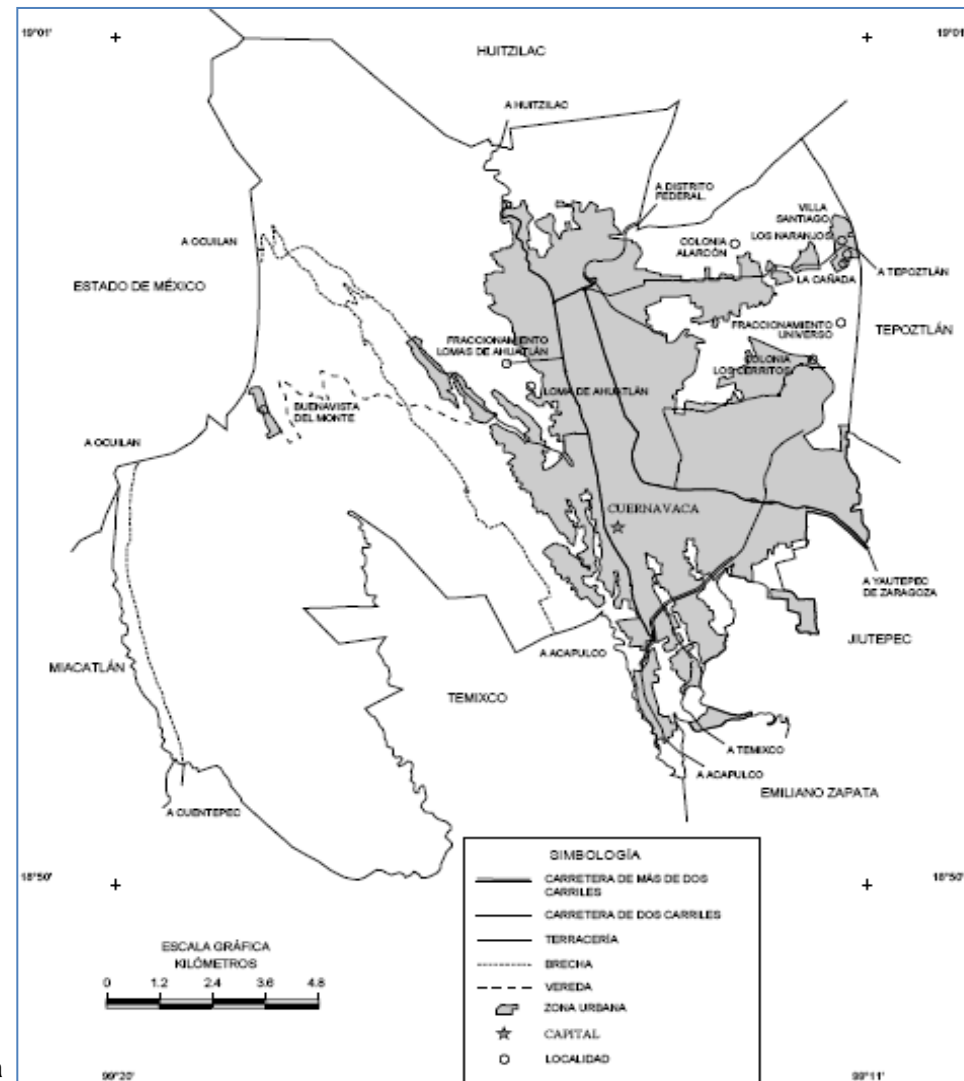 19°01'
19°01'
HUITZILAC
A HUITZILAC
A DISTRITO
FEDERAL.
VILLA
SANTIAGO
LOS NARANJOS
COLONIA
ALARCÓN
A OCUILAN
A TEPOZTLÁN
LA CAÑADA
ESTADO DE MÉXICO
FRACCIONAMIENTO
UNIVERSO
TEPOZTLÁN
FRACCIONAMIENTO
LOMAS DE AHUATLÁN
COLONIA
LOS CERRITOS
LOMA DE AHUATLÁN
BUENAVISTA
DEL MONTE
A OCUILAN
CUERNAVACA
A YAUTEPEC
DE ZARAGOZA
JIUTEPEC
A ACAPULCO
MIACATLÁN
TEMIXCO
A TEMIXCO
A ACAPULCO
EMILIANO ZAPATA
A CUENTEPEC
SIMBOLOGÍA
CARRETERA DE MÁS DE DOS
CARRILES
CARRETERA DE DOS CARRILES
TERRACERÍA
BRECHA
VEREDA
ZONA URBANA
CAPITAL
LOCALIDAD
18°50'
18°50'
ESCALA GRÁFICA
KILÓMETROS
0 1.2 2.4 3.6 4.8
99°20'
99°11'